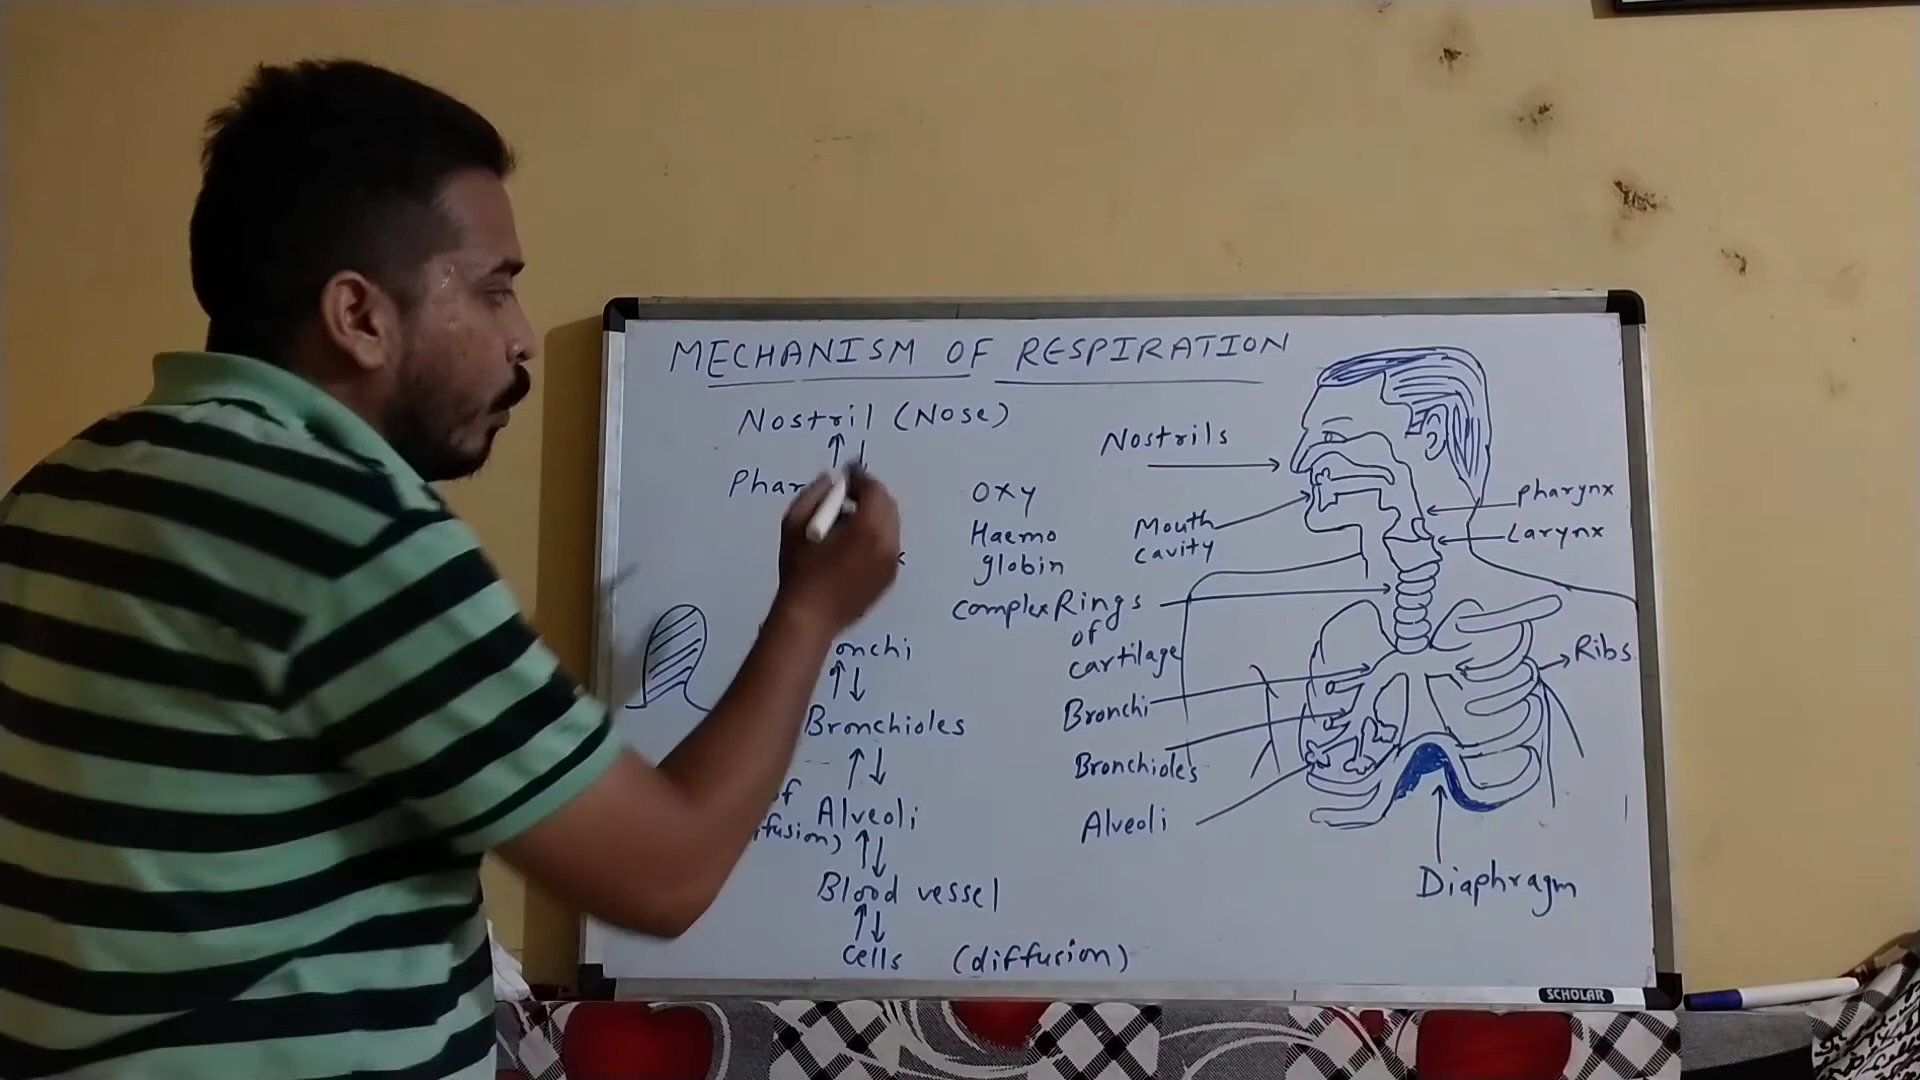 MECHANISM OF RESPIRATION
Nostril (Nose)
Bronchioles
Alveoli
Blood vessel
cells (diffusion)
oxy
Haemo
globin
complex
Nostrils
Mouth
cavity
Rings
of
cartilage
Bronchi
Bronchioles
Alveoli
pharynx
Larynx
Ribs
Diaphragm
SCHOLAR